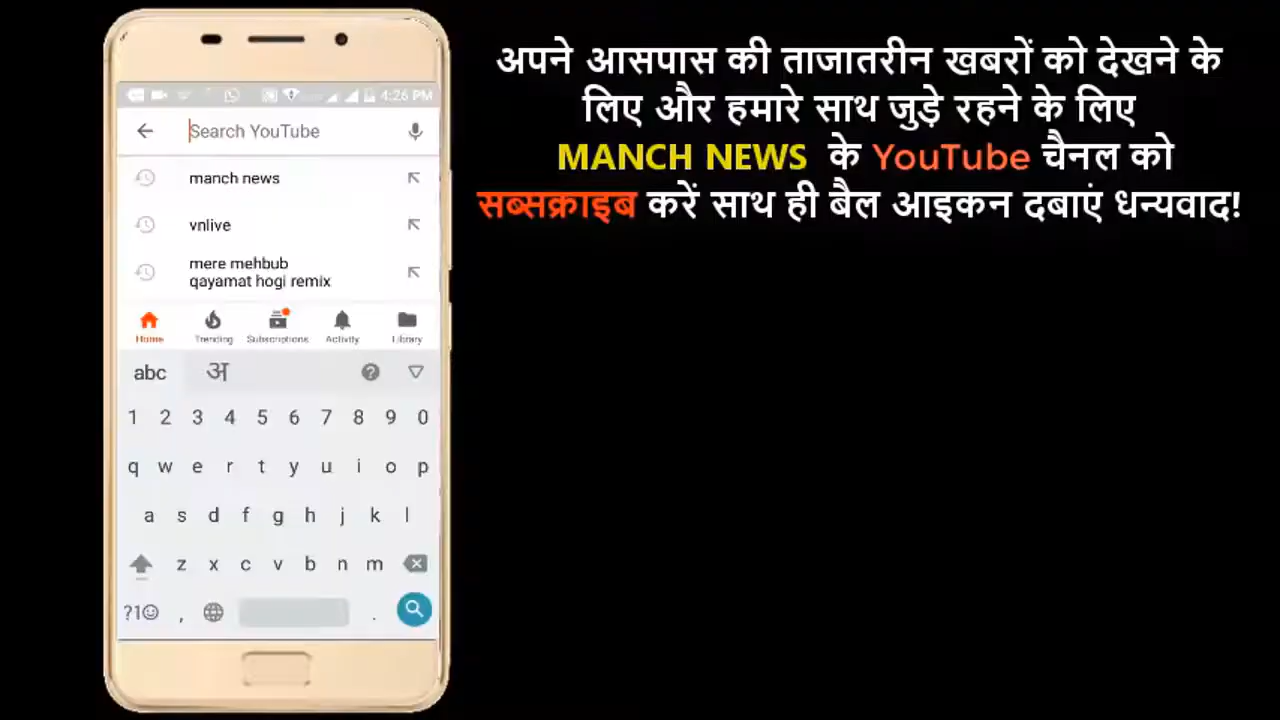 4:26 PM
Search YouTube
manch news
vnlive
mere mehbub
qayamat hogi remix
Home Trending Subscriptions Activity Library
abc अ
1 2 3 4 5 6 7 8 9 0
q w e r t y u i o p
a s d f g h j k l
z x c v b n m
?1☺ , .
अपने आसपास की ताजातरीन खबरों को देखने के
लिए और हमारे साथ जुड़े रहने के लिए
MANCH NEWS के YouTube चैनल को
सब्सक्राइब करें साथ ही बैल आइकन दबाएं धन्यवाद!